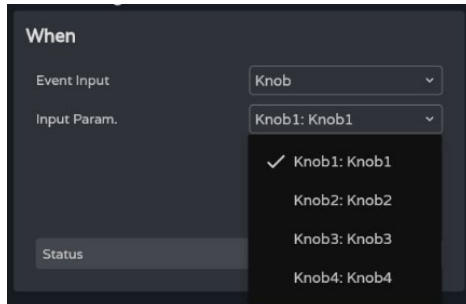 When
Event Input Knob
Input Param. Knob1: Knob1
Knob1: Knob1
Knob2: Knob2
Knob3: Knob3
Status
Knob4: Knob4